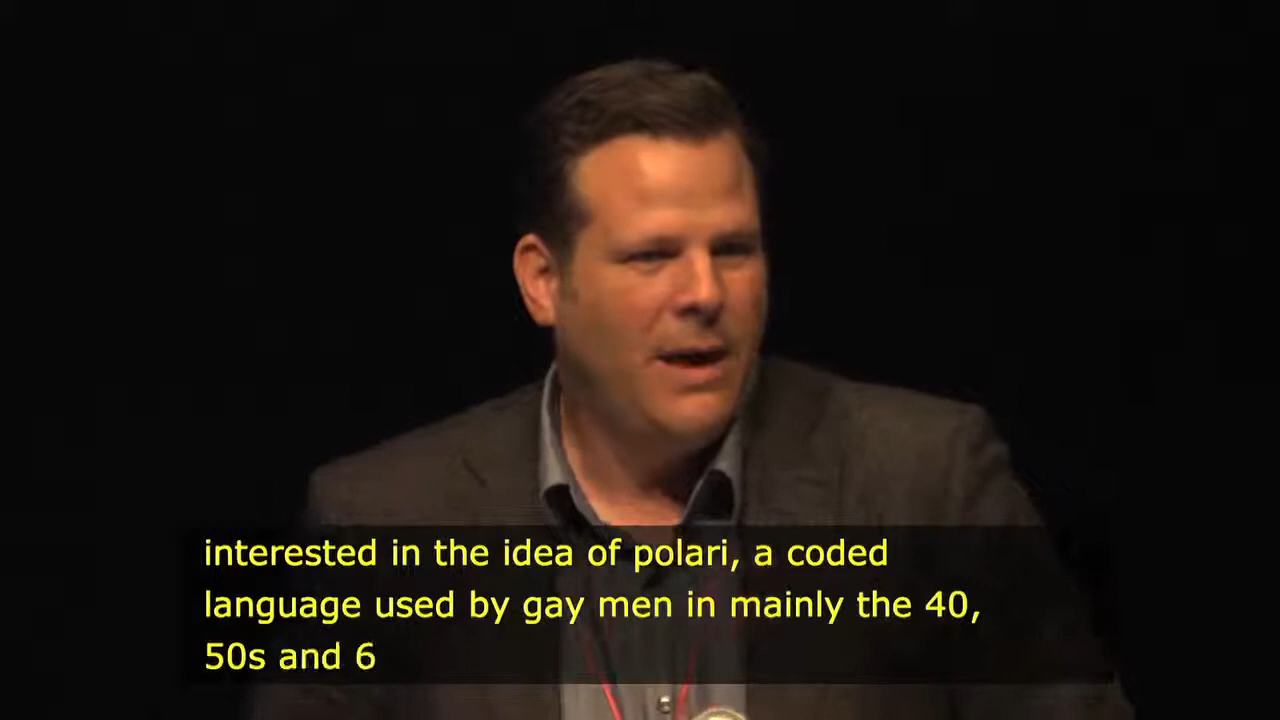 interested in the idea of polari, a coded
language used by gay men in mainly the 40,
50s and 6